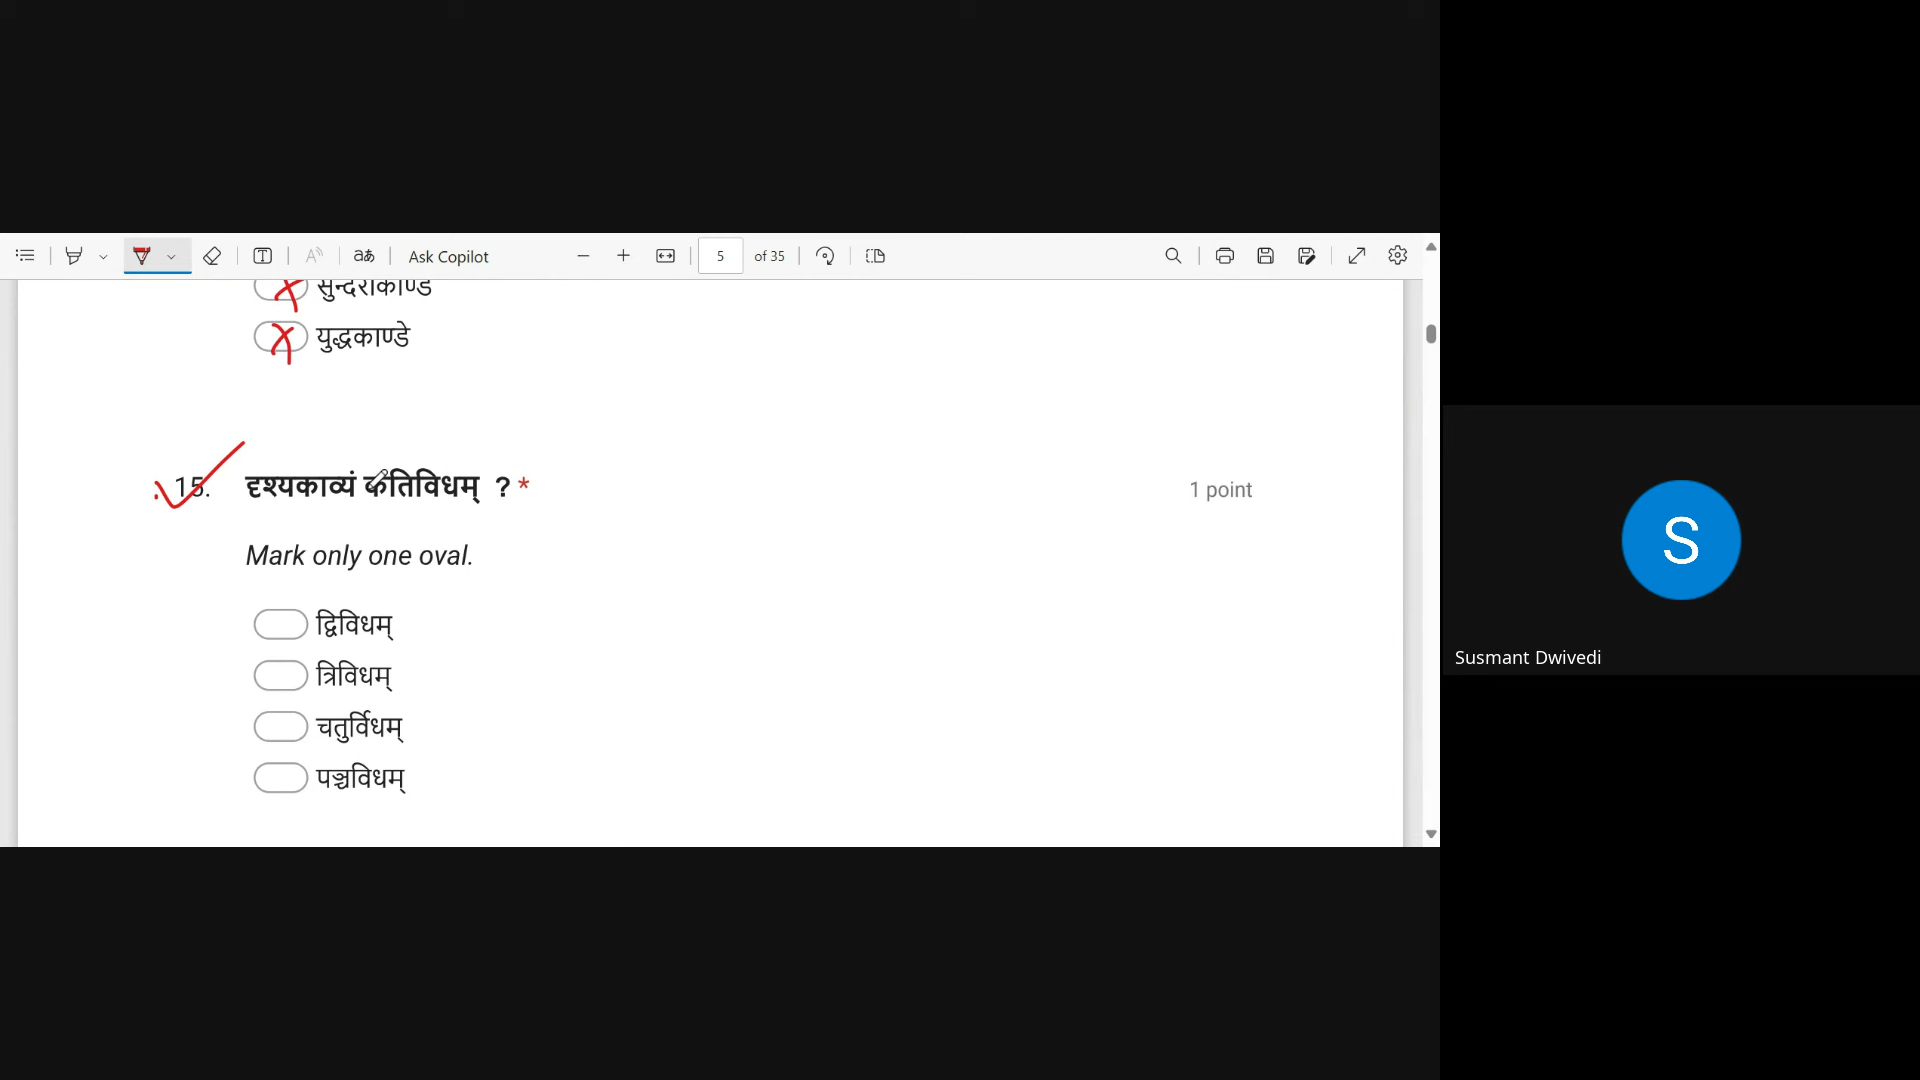 Ask Copilot
5 of 35
सुन्दराकाण्डे
युद्धकाण्डे
15. दृश्यकाव्यं कतिविधम् ? *
1 point
Mark only one oval.
द्विविधम्
त्रिविधम्
चतुर्विधम्
पञ्चविधम्
S
Susmant Dwivedi